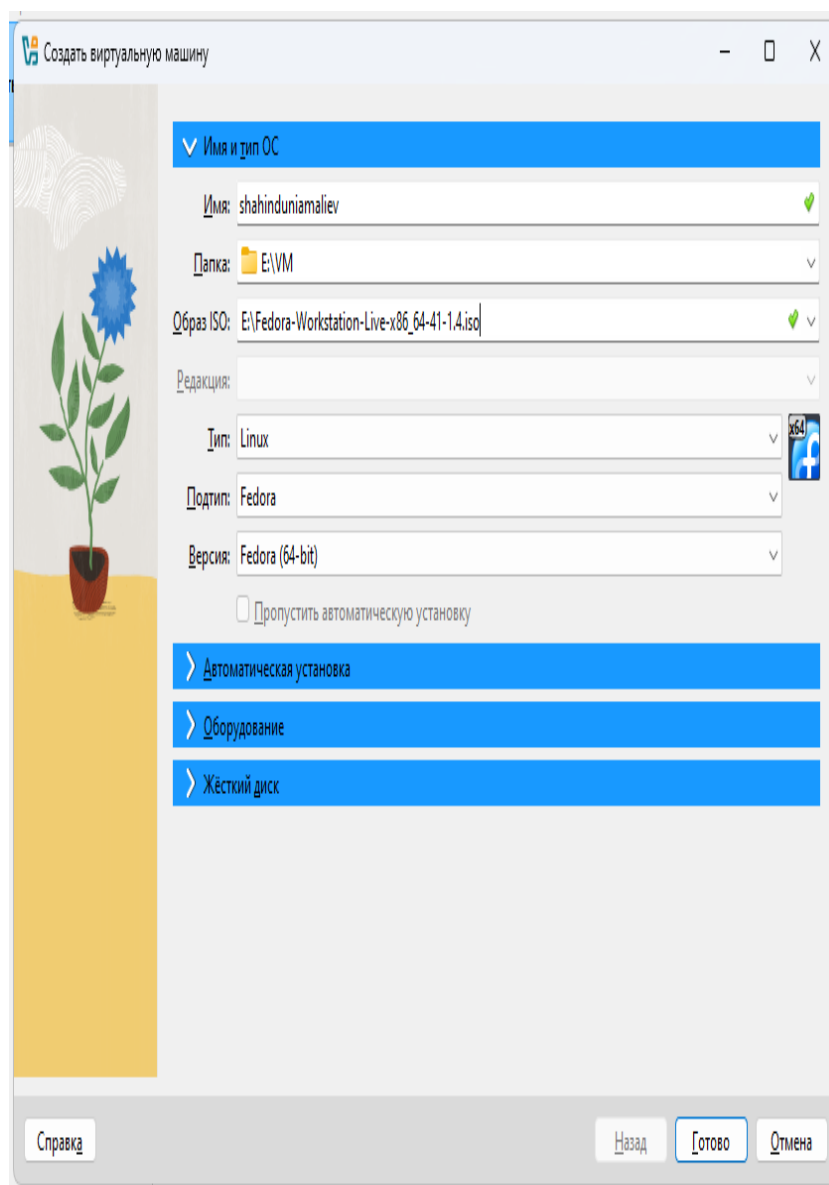 Создать виртуальную машину
Имя и тип ОС
Имя: shahinduniamaliev
Папка: E:\VM
Образ ISO: E:\Fedora-Workstation-Live-x86_64-41-1.4.iso
Редакция:
Тип: Linux
x64
Подтип: Fedora
Версия: Fedora (64-bit)
Пропустить автоматическую установку
Автоматическая установка
Оборудование
Жёсткий диск
Справка Назад Готово Отмена